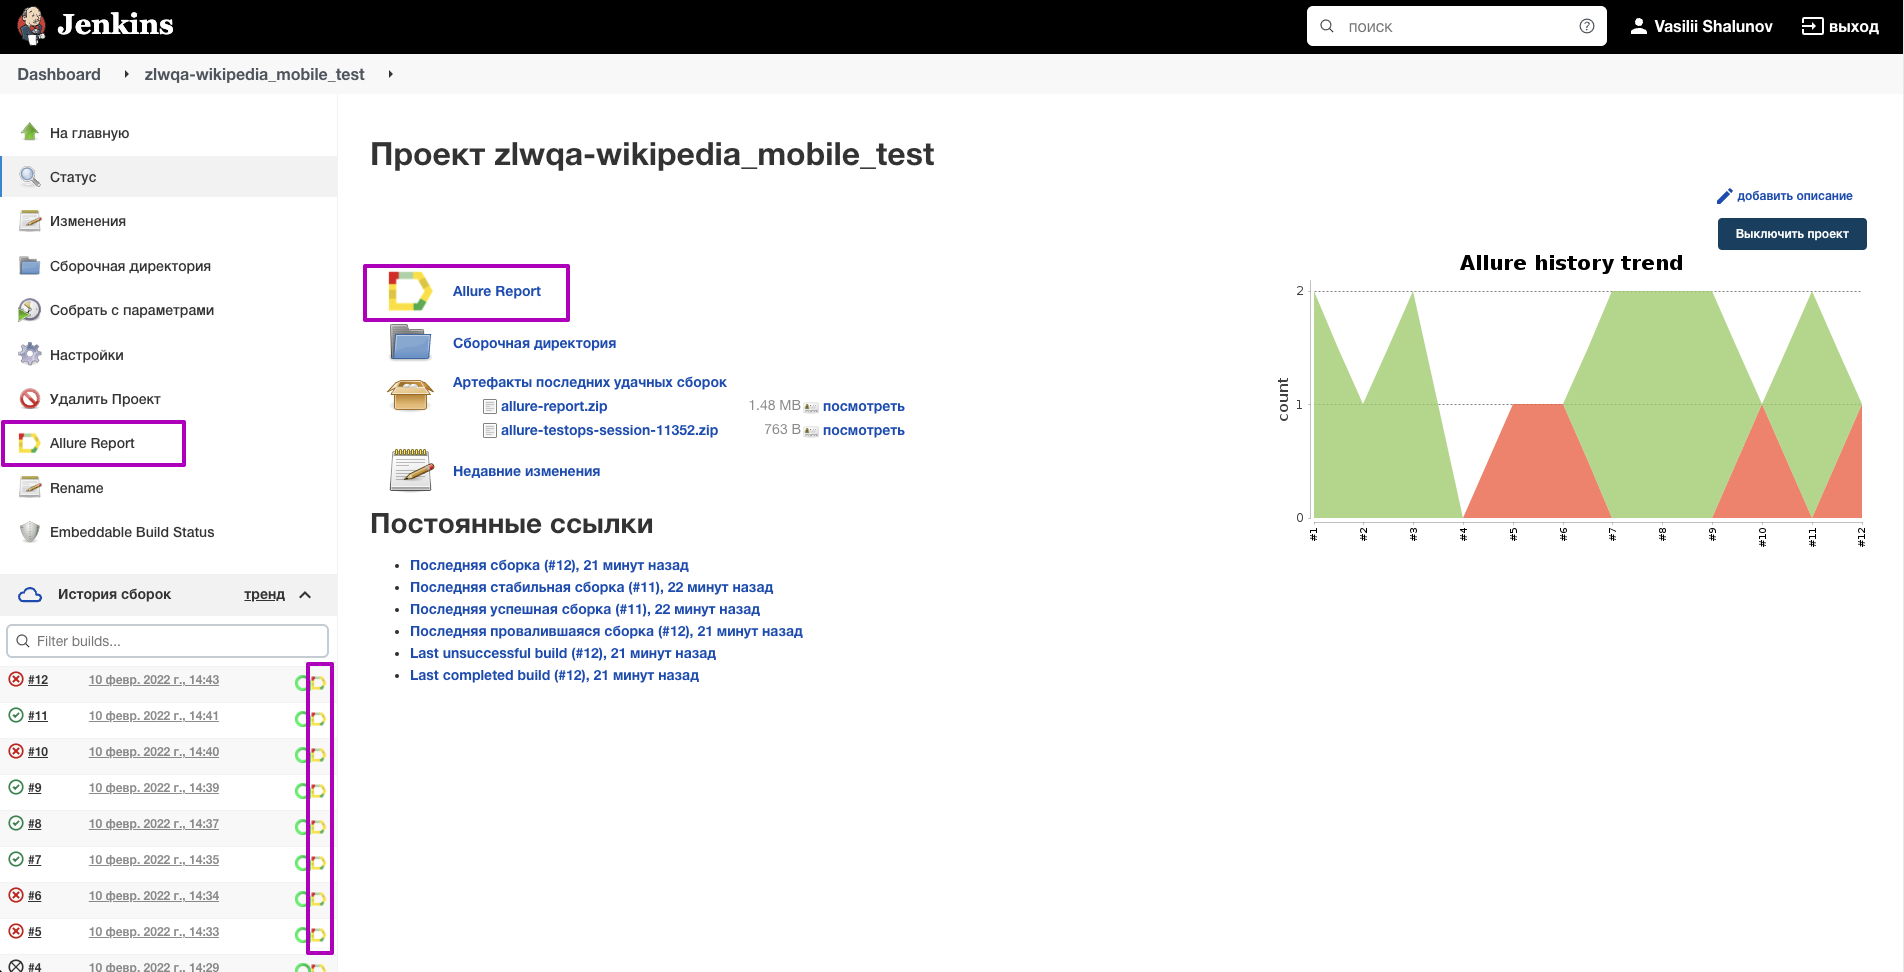 Jenkins
поиск
Vasilii Shalunov
выход
Dashboard
zlwqa-wikipedia_mobile_test
На главную
Статус
Изменения
Сборочная директория
Собрать с параметрами
Настройки
Удалить Проект
Allure Report
Rename
Embeddable Build Status
История сборок
тренд
Filter builds...
#12 10 февр. 2022 г., 14:43
#11 10 февр. 2022 г., 14:41
#10 10 февр. 2022 г., 14:40
#9 10 февр. 2022 г., 14:39
#8 10 февр. 2022 г., 14:37
#7 10 февр. 2022 г., 14:35
#6 10 февр. 2022 г., 14:34
#5 10 февр. 2022 г., 14:33
#4 10 февр. 2022 г., 14:29
Проект zlwqa-wikipedia_mobile_test
добавить описание
Выключить проект
Allure Report
Сборочная директория
Артефакты последних удачных сборок
allure-report.zip 1.48 MB посмотреть
allure-testops-session-11352.zip 763 B посмотреть
Недавние изменения
Постоянные ссылки
Последняя сборка (#12), 21 минут назад
Последняя стабильная сборка (#11), 22 минут назад
Последняя успешная сборка (#11), 22 минут назад
Последняя провалившаяся сборка (#12), 21 минут назад
Last unsuccessful build (#12), 21 минут назад
Last completed build (#12), 21 минут назад
Allure history trend
count
2
1
0
#1 #2 #3 #4 #5 #6 #7 #8 #9 #10 #11 #12